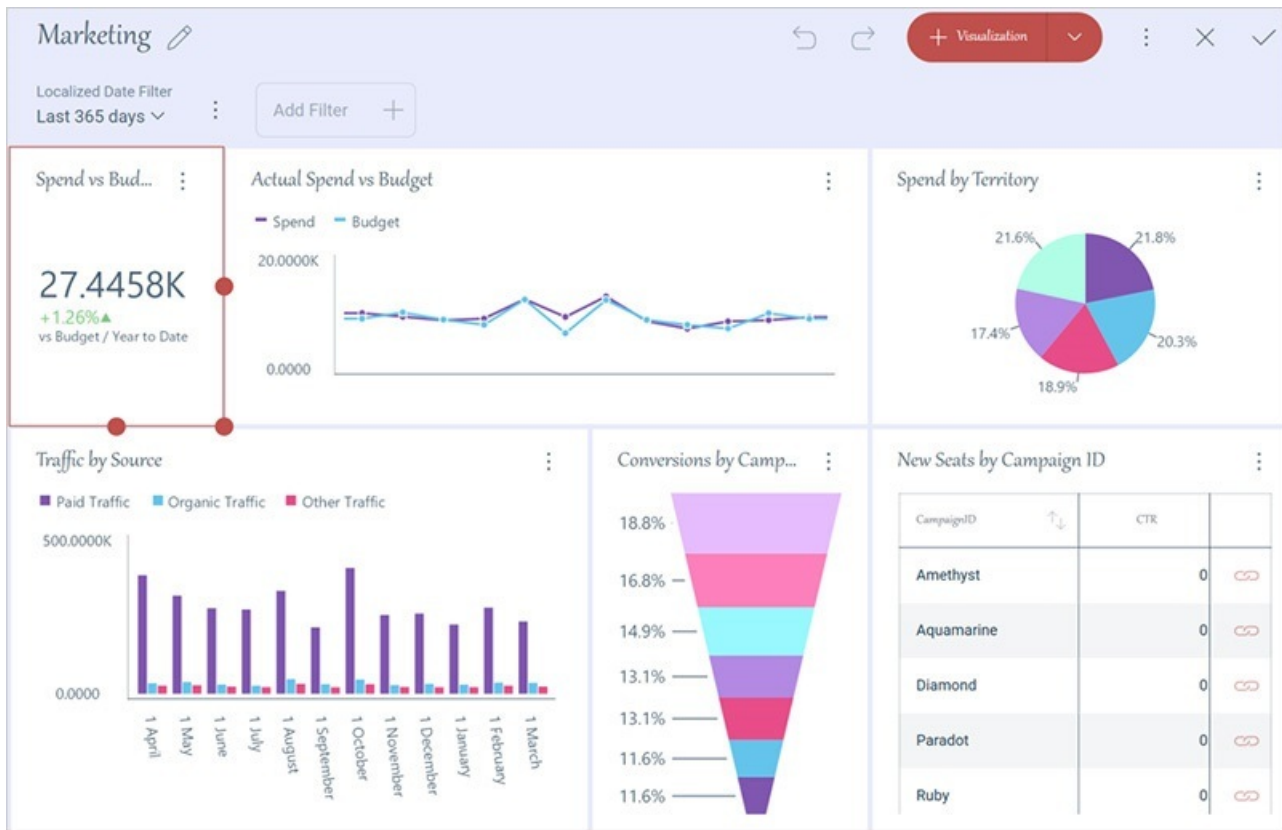 Marketing
+ Visualization
Localized Date Filter
Last 365 days
Add Filter +
Spend vs Bud...
27.4458K
+1.26%▲
vs Budget / Year to Date
Actual Spend vs Budget
Spend
Budget
20.0000K
0.0000
Spend by Territory
21.6%
21.8%
17.4%
20.3%
18.9%
Traffic by Source
Paid Traffic
Organic Traffic
Other Traffic
500.0000K
0.0000
1 April
1 May
1 June
1 July
1 August
1 September
1 October
1 November
1 December
1 January
1 February
1 March
Conversions by Camp...
18.8%
16.8%
14.9%
13.1%
13.1%
11.6%
11.6%
New Seats by Campaign ID
CampaignID CTR
Amethyst 0
Aquamarine 0
Diamond 0
Paradot 0
Ruby 0